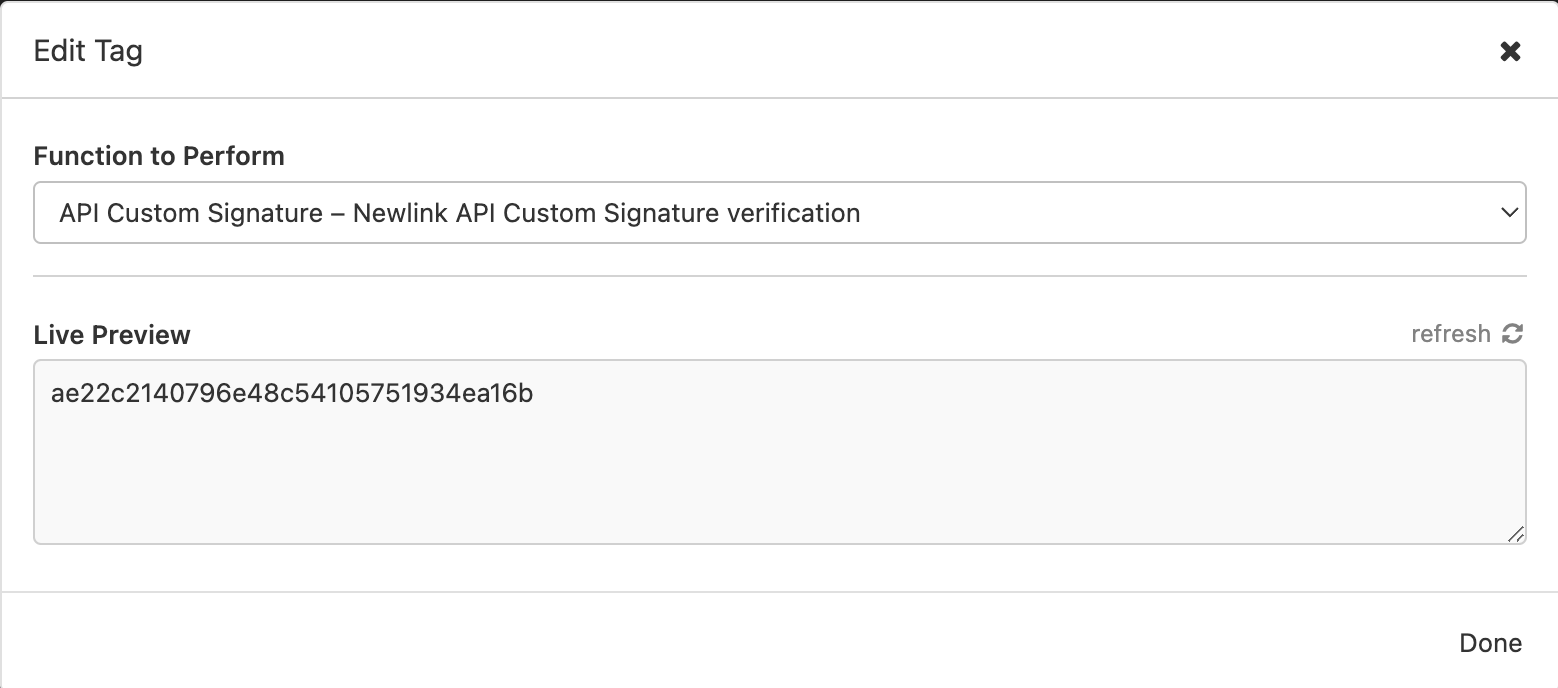 Edit Tag
Function to Perform
API Custom Signature – Newlink API Custom Signature verification
Live Preview
refresh
ae22c2140796e48c54105751934ea16b
Done